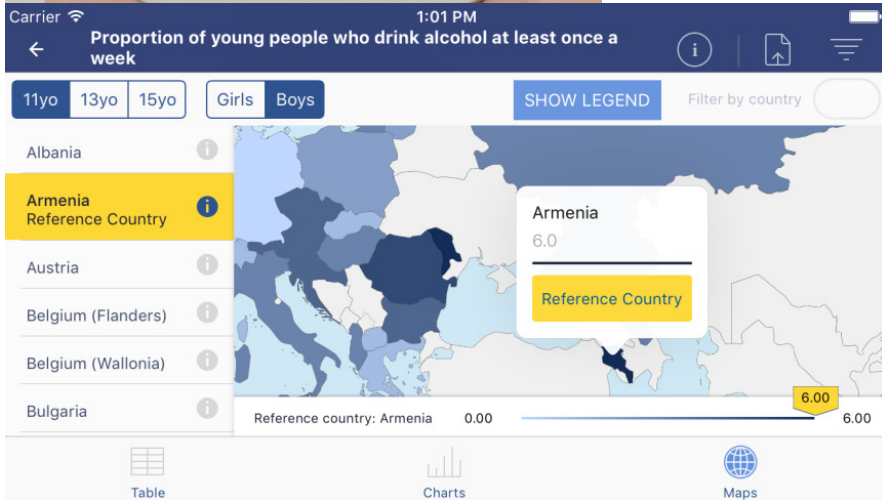 Carrier 1:01 PM
Proportion of young people who drink alcohol at least once a
week
i
11yo 13yo 15yo Girls Boys SHOW LEGEND Filter by country
Albania i
Armenia
Reference Country i
Austria i
Belgium (Flanders) i
Belgium (Wallonia) i
Bulgaria i
Armenia
6.0
Reference Country
6.00
Reference country: Armenia 0.00 6.00
Table Charts Maps